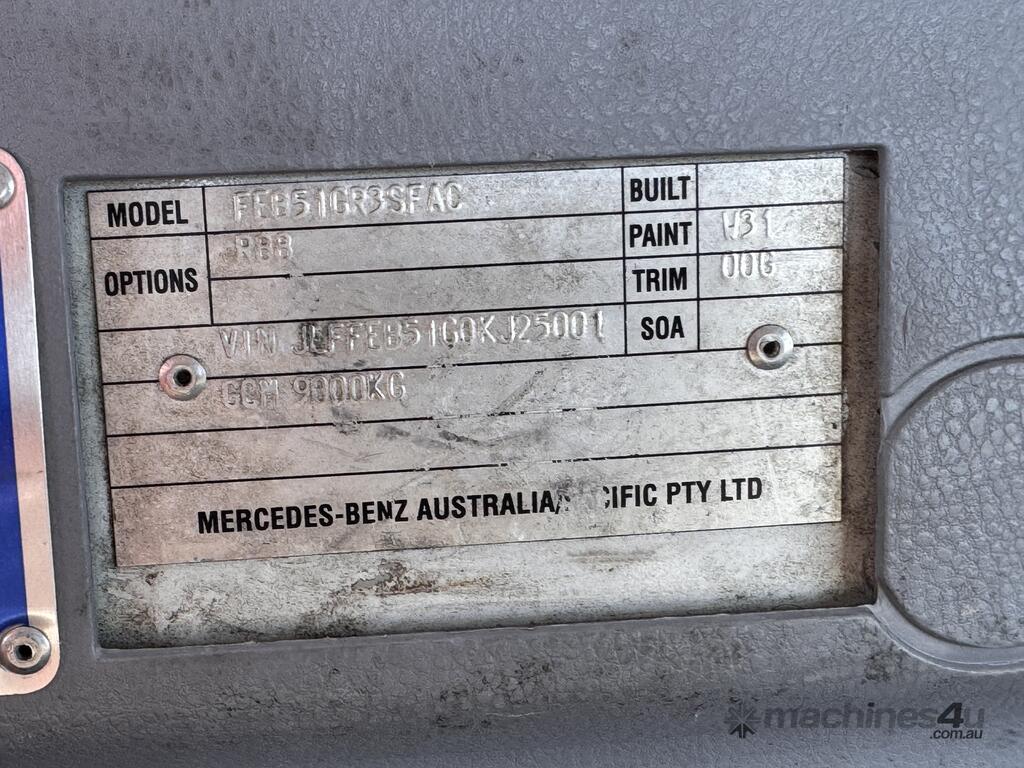 MODEL FEB51GR3SFAC BUILT
OPTIONS R88 PAINT W31
TRIM 00G
VIN JLFFEB51G0KJ25001 SOA
GCM 9000KG
MERCEDES-BENZ AUSTRALIA/ CIFIC PTY LTD
machines4u
.com.au